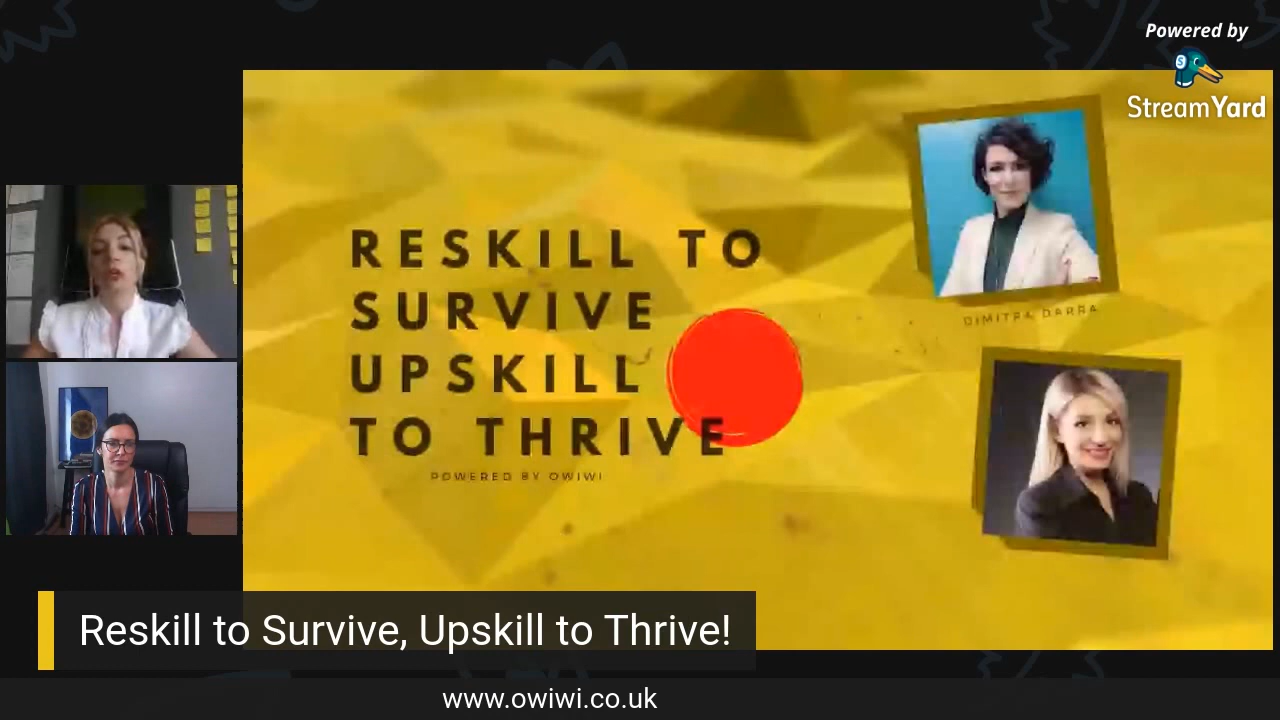 Powered by
StreamYard
RESKILL TO
SURVIVE
UPSKILL
TO THRIVE
POWERED BY OWIWI
DIMITRA DARRA
Reskill to Survive, Upskill to Thrive!
www.owiwi.co.uk